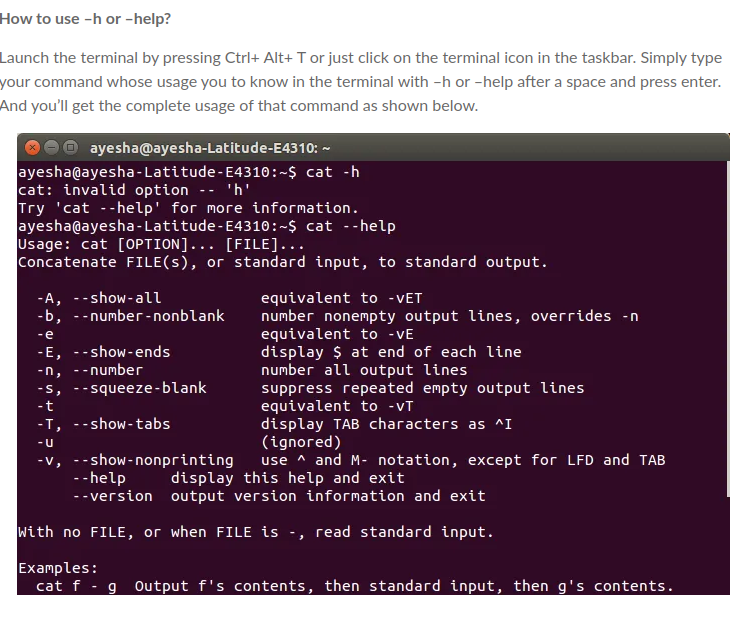 How to use –h or –help?
Launch the terminal by pressing Ctrl+ Alt+ T or just click on the terminal icon in the taskbar. Simply type
your command whose usage you to know in the terminal with –h or –help after a space and press enter.
And you’ll get the complete usage of that command as shown below.
ayesha@ayesha-Latitude-E4310: ~
ayesha@ayesha-Latitude-E4310:~$ cat -h
cat: invalid option -- 'h'
Try 'cat --help' for more information.
ayesha@ayesha-Latitude-E4310:~$ cat --help
Usage: cat [OPTION]... [FILE]...
Concatenate FILE(s), or standard input, to standard output.

  -A, --show-all           equivalent to -vET
  -b, --number-nonblank    number nonempty output lines, overrides -n
  -e                       equivalent to -vE
  -E, --show-ends          display $ at end of each line
  -n, --number             number all output lines
  -s, --squeeze-blank      suppress repeated empty output lines
  -t                       equivalent to -vT
  -T, --show-tabs          display TAB characters as ^I
  -u                       (ignored)
  -v, --show-nonprinting   use ^ and M- notation, except for LFD and TAB
      --help     display this help and exit
      --version  output version information and exit

With no FILE, or when FILE is -, read standard input.

Examples:
  cat f - g  Output f's contents, then standard input, then g's contents.